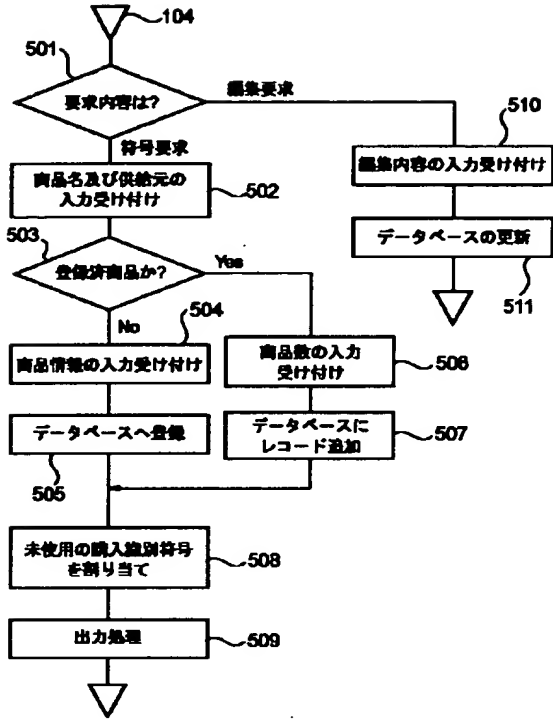 104
501
要求内容は?
編集要求
符号要求
510
編集内容の入力受け付け
商品名及び供給元の
入力受け付け
502
データベースの更新
511
503
登録済商品か?
Yes
No
504
商品情報の入力受け付け
商品数の入力
受け付け
506
データベースへ登録
505
データベースに
レコード追加
507
未使用の購入識別符号
を割り当て
508
出力処理
509